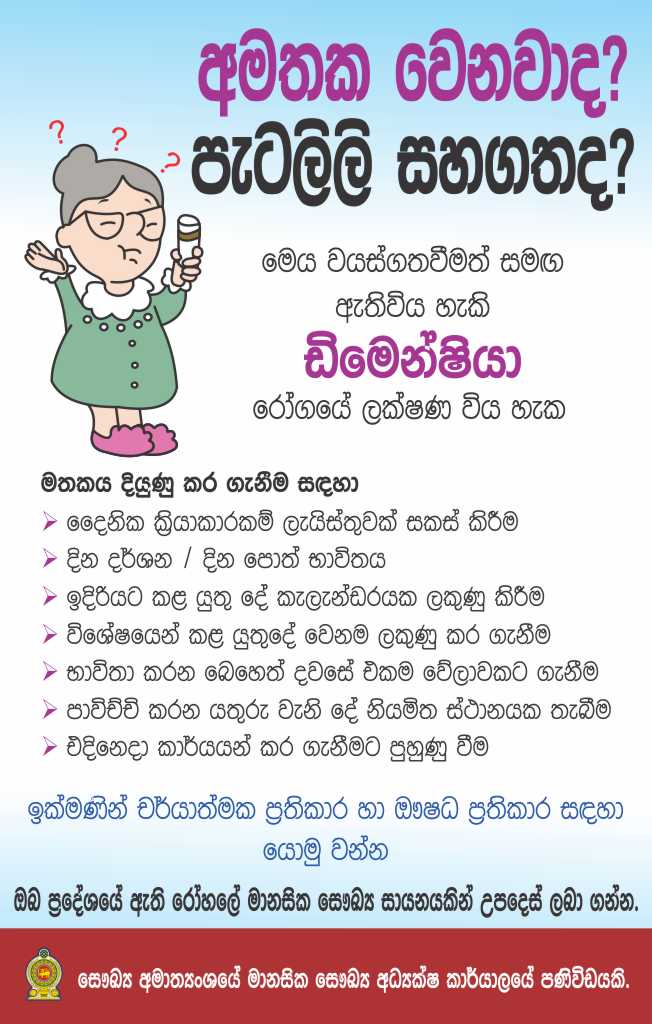 අමතක වෙනවාද?
පැටලිලි සහගතද?
? ? ?
මෙය වයස්ගතවීමත් සමඟ
ඇතිවිය හැකි
ඩිමෙන්ෂියා
රෝගයේ ලක්ෂණ විය හැක
මතකය දියුණු කර ගැනීම සඳහා
➢ දෛනික ක්‍රියාකාරකම් ලැයිස්තුවක් සකස් කිරීම
➢ දින දර්ශන / දින පොත් භාවිතය
➢ ඉදිරියට කළ යුතු දේ කැලැන්ඩරයක ලකුණු කිරීම
➢ විශේෂයෙන් කළ යුතුදේ වෙනම ලකුණු කර ගැනීම
➢ භාවිතා කරන බෙහෙත් දවසේ එකම වේලාවකට ගැනීම
➢ පාවිච්චි කරන යතුරු වැනි දේ නියමිත ස්ථානයක තැබීම
➢ එදිනෙදා කාර්යයන් කර ගැනීමට පුහුණු වීම
ඉක්මණින් චර්යාත්මක ප්‍රතිකාර හා ඖෂධ ප්‍රතිකාර සඳහා
යොමු වන්න
ඔබ ප්‍රදේශයේ ඇති රෝහලේ මානසික සෞඛ්‍ය සායනයකින් උපදෙස් ලබා ගන්න.
සෞඛ්‍ය අමාත්‍යංශයේ මානසික සෞඛ්‍ය අධ්‍යක්ෂ කාර්යාලයේ පණිවිඩයකි.